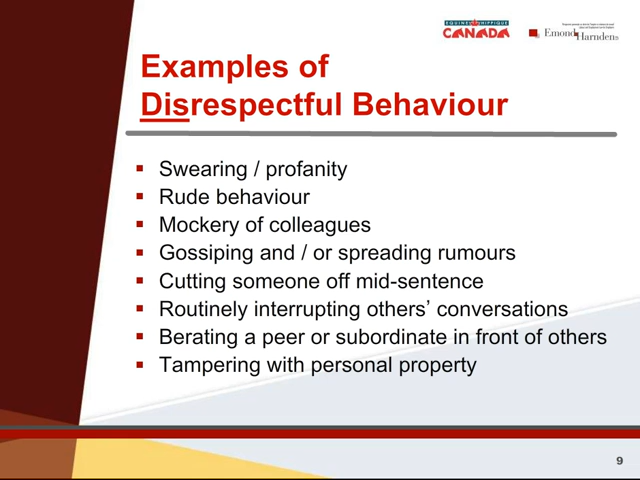 EQUINE HIPPIQUE
CANADA
Emond Harnden
Examples of
Disrespectful Behaviour
Swearing / profanity
Rude behaviour
Mockery of colleagues
Gossiping and / or spreading rumours
Cutting someone off mid-sentence
Routinely interrupting others’ conversations
Berating a peer or subordinate in front of others
Tampering with personal property
9